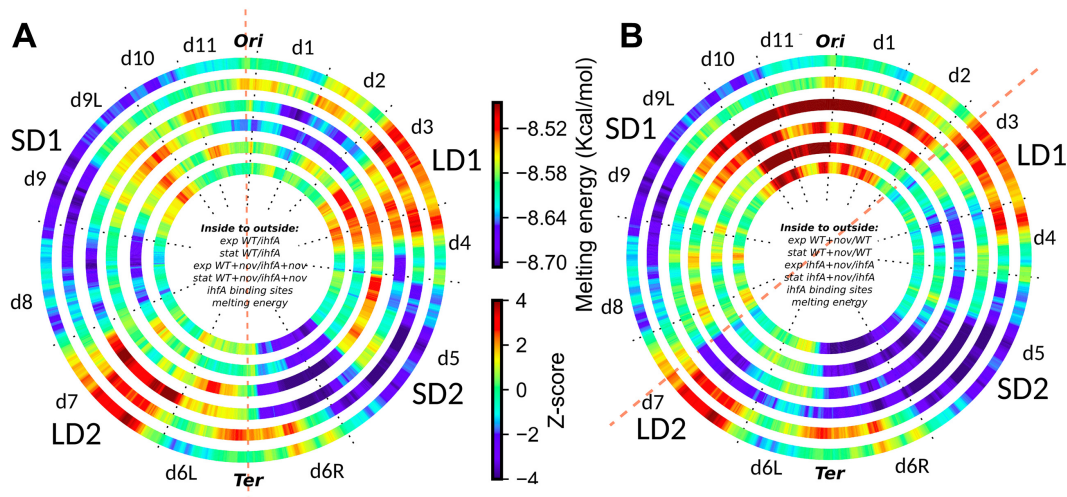 A
Ori
d11
d1
d10
d2
d9L
d3
SD1
LD1
d9
d4
d8
d5
SD2
d7
LD2
d6L
d6R
Ter
Inside to outside:
exp WT/ihfA
stat WT/ihfA
exp WT+nov/ihfA+nov
stat WT+nov/ihfA+nov
ihfA binding sites
melting energy
−8.52
−8.58
−8.64
−8.70
Melting energy (Kcal/mol)
4
2
0
−2
−4
Z-score
B
Ori
d11
d1
d10
d2
d9L
d3
SD1
LD1
d9
d4
d8
d5
SD2
d7
LD2
d6L
d6R
Ter
Inside to outside:
exp WT+nov/WT
stat WT+nov/WT
exp ihfA+nov/ihfA
stat ihfA+nov/ihfA
ihfA binding sites
melting energy